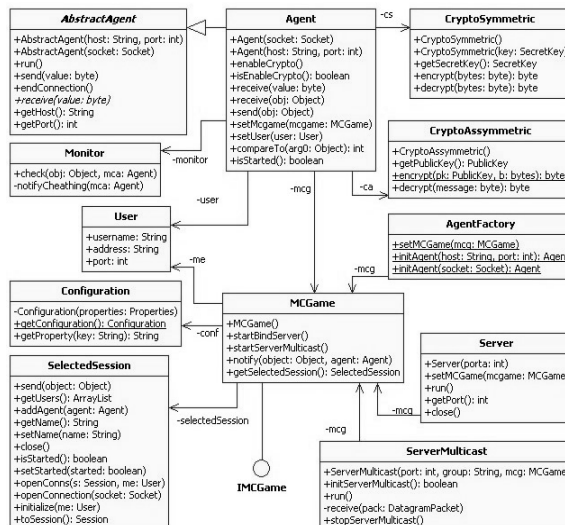 AbstractAgent
+AbstractAgent(host: String, port: int)
+AbstractAgent(socket: Socket)
+run()
+send(value: byte)
+endConnection()
+receive(value: byte)
+getHost(): String
+getPort(): int
Agent
+Agent(socket: Socket)
+Agent(host: String, port: int)
+enableCrypto()
+isEnableCrypto(): boolean
+receive(value: byte)
+receive(obj: Object)
+send(obj: Object)
+setMcgame(mcgame: MCGame)
+setUser(user: User)
+compareTo(arg0: Object): int
+isStarted(): boolean
-cs
CryptoSymmetric
+CryptoSymmetric()
+CryptoSymmetric(key: SecretKey)
+getSecretKey(): SecretKey
+encrypt(bytes: byte): byte
+decrypt(bytes: byte): byte
Monitor
+check(obj: Object, mca: Agent)
-notifyCheathing(mca: Agent)
-monitor
CryptoAssymmetric
+CryptoAssymetric()
+getPublicKey(): PublicKey
+encrypt(pk: PublicKey, b: bytes): byte
+decrypt(message: byte): byte
-ca
-mcg
-user
User
+username: String
+address: String
+port: int
-me
AgentFactory
+setMCGame(mcg: MCGame)
+initAgent(host: String, port: int): Agent
+initAgent(socket: Socket): Agent
-mcg
Configuration
-Configuration(properties: Properties)
+getConfiguration(): Configuration
+getProperty(key: String): String
-conf
MCGame
+MCGame()
+startBindServer()
+startServerMulticast()
+notify(object: Object, agent: Agent)
+getSelectedSession(): SelectedSession
Server
+Server(porta: int)
+setMCGame(mcgame: MCGame
+run()
+getPort(): int
+close()
-mcg
SelectedSession
+send(object: Object)
+getUsers(): ArrayList
+addAgent(agent: Agent)
+getName(): String
+setName(name: String)
+close()
+isStarted(): boolean
+setStarted(started: boolean)
+openConns(s: Session, me: User)
+openConnection(socket: Socket)
+initialize(me: User)
+toSession(): Session
-selectedSession
IMCGame
-mcg
ServerMulticast
+ServerMulticast(port: int, group: String, mcg: MCGame
+initServerMulticast(): boolean
+run()
-receive(pack: DatagramPacket)
+stopServerMulticast()